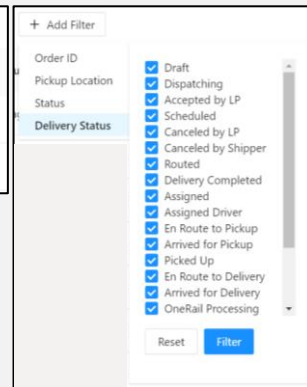 + Add Filter
Order ID
Pickup Location
Status
Delivery Status
Draft
Dispatching
Accepted by LP
Scheduled
Canceled by LP
Canceled by Shipper
Routed
Delivery Completed
Assigned
Assigned Driver
En Route to Pickup
Arrived for Pickup
Picked Up
En Route to Delivery
Arrived for Delivery
OneRail Processing
Reset
Filter